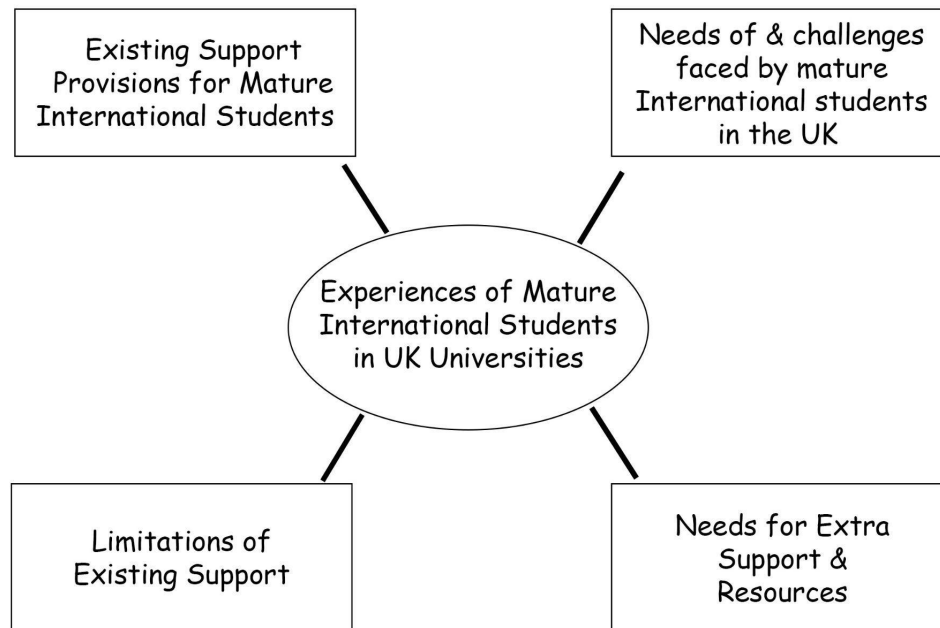 Existing Support
Provisions for Mature
International Students
Needs of & challenges
faced by mature
International students
in the UK
Experiences of Mature
International Students
in UK Universities
Limitations of
Existing Support
Needs for Extra
Support &
Resources